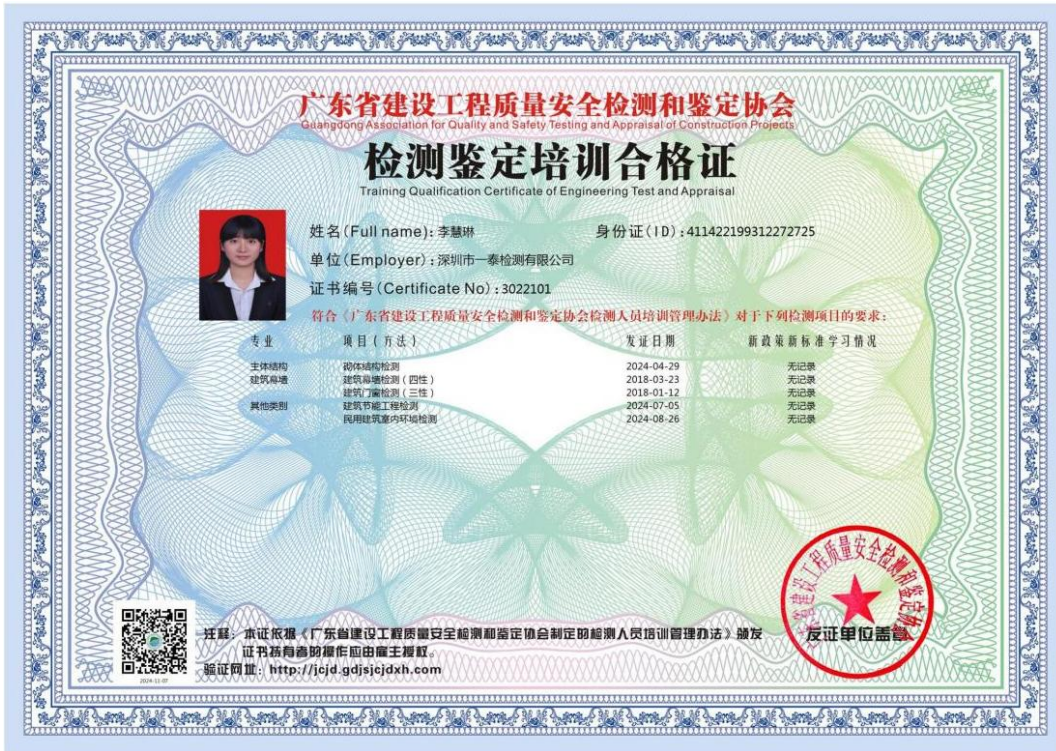 广东省建设工程质量安全检测和鉴定协会
Guangdong Association for Quality and Safety Testing and Appraisal of Construction Projects
检测鉴定培训合格证
Training Qualification Certificate of Engineering Test and Appraisal
姓名(Full name)：李慧琳 身份证(ID)：411422199312272725
单位(Employer)：深圳市一泰检测有限公司
证书编号(Certificate No)：3022101
符合《广东省建设工程质量安全检测和鉴定协会检测人员培训管理办法》对于下列检测项目的要求：
专业 项目(方法) 发证日期 新政策新标准学习情况
主体结构 砌体结构检测 2024-04-29 无记录
建筑幕墙 建筑幕墙检测（四性） 2018-03-23 无记录
建筑门窗检测（三性） 2018-01-12 无记录
其他类别 建筑节能工程检测 2024-07-05 无记录
民用建筑室内环境检测 2024-08-26 无记录
广东省建设工程质量安全检测和鉴定协会
发证单位盖章
注释：本证依据《广东省建设工程质量安全检测和鉴定协会制定的检测人员培训管理办法》颁发
证书持有者的操作应由雇主授权。
验证网址：http://jcjd.gdjsjcjdxh.com
2024-11-07